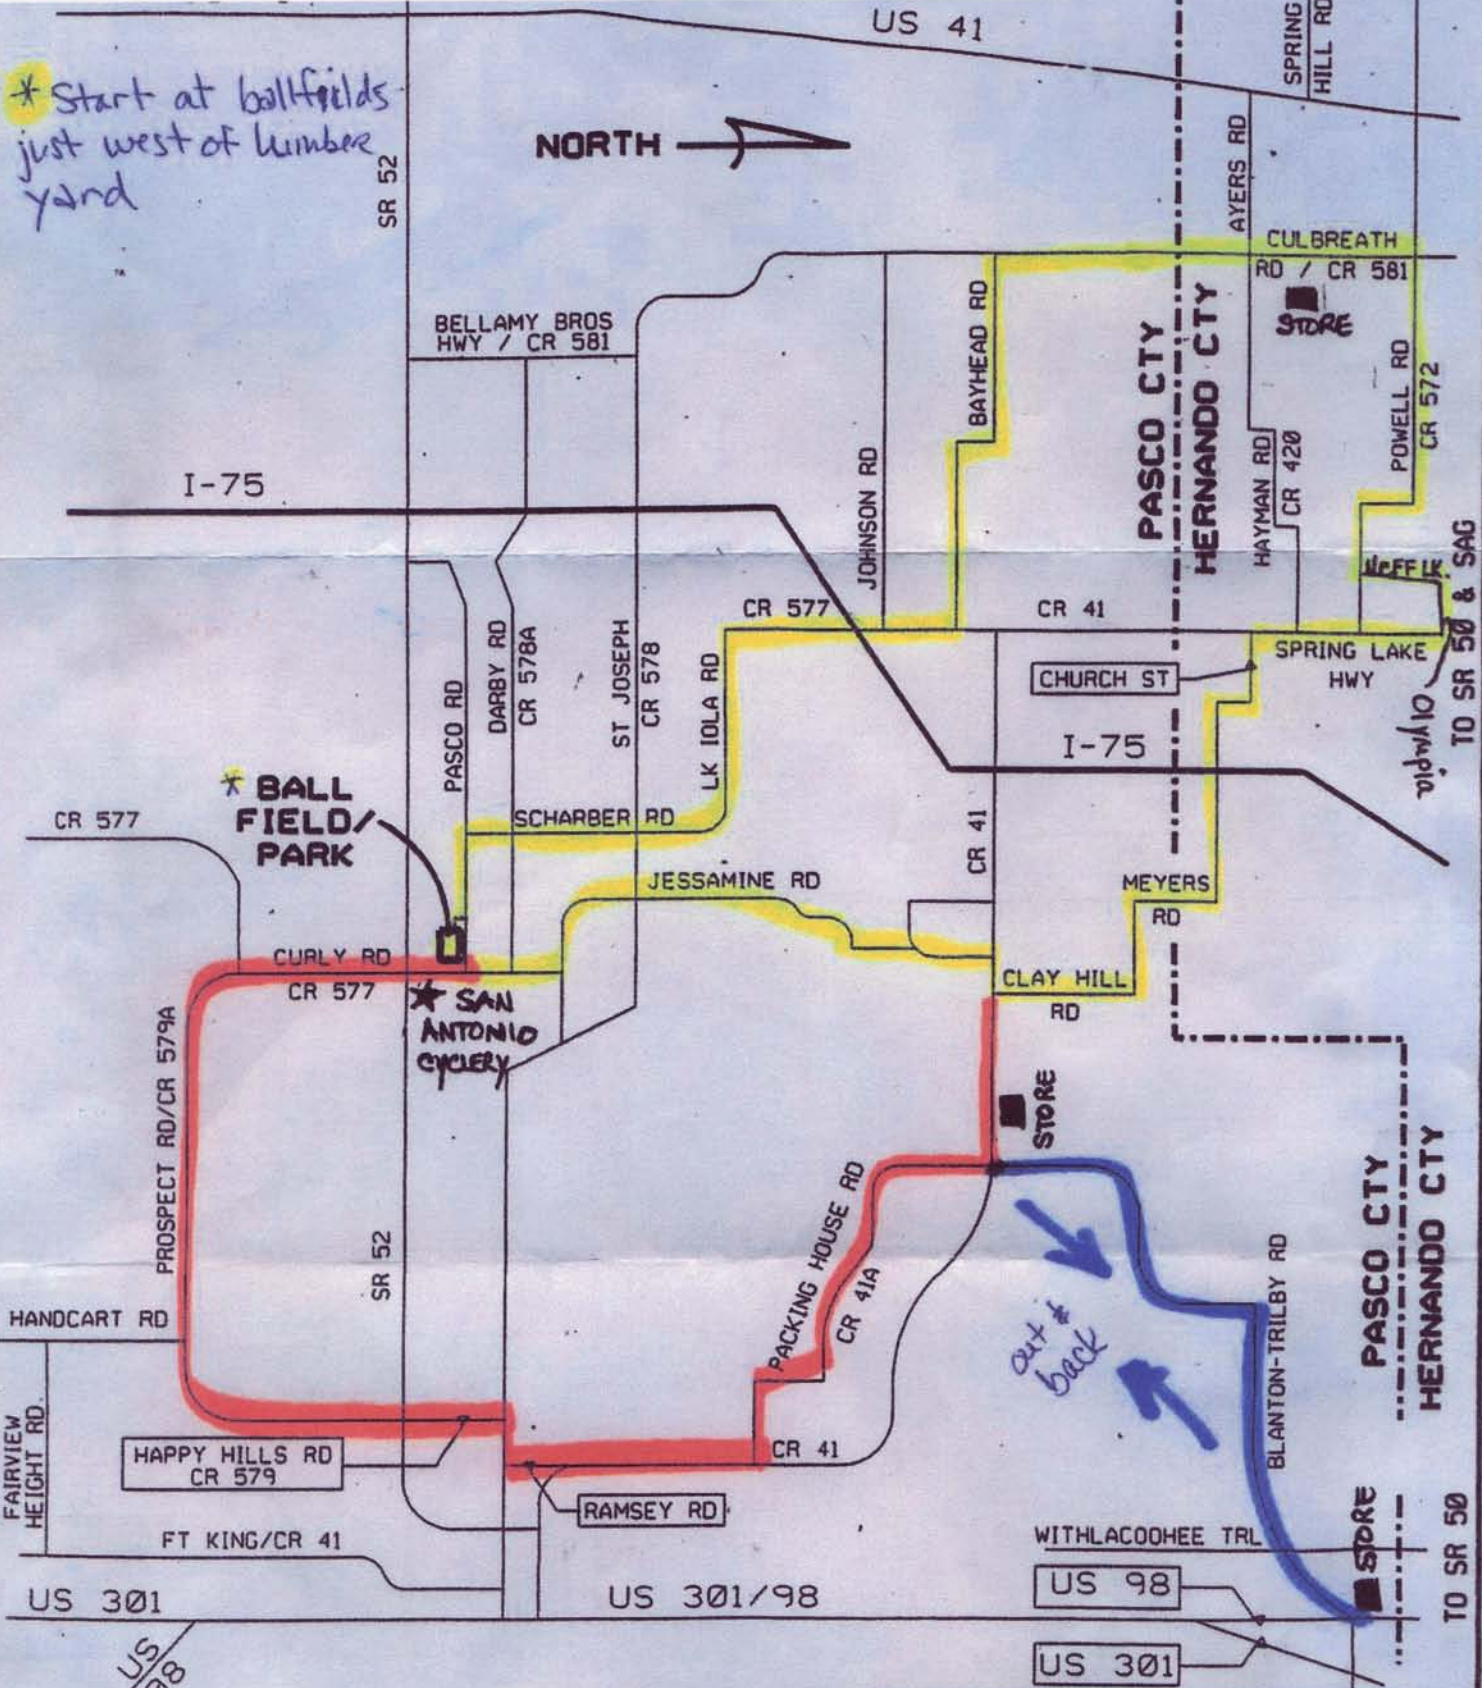 US 41
SPRING
HILL RD
* Start at ballfields
just west of lumber
yard
SR 52
NORTH
AYERS RD
CULBREATH
RD / CR 581
STORE
BELLAMY BROS
HWY / CR 581
BAYHEAD RD
PASCO CTY
HERNANDO CTY
POWELL RD
CR 572
I-75
JOHNSON RD
HAYMAN RD
CR 420
NEFF LK
TO SR 50 & SAG
CR 577
CR 41
SPRING LAKE
HWY
CHURCH ST
Olympia
PASCO RD
DARBY RD
CR 578A
ST JOSEPH
CR 578
LK IOLA RD
I-75
* BALL
FIELD/
PARK
CR 577
SCHARBER RD
CR 41
JESSAMINE RD
MEYERS
RD
CURLY RD
CR 577
CLAY HILL
RD
SAN
ANTONIO
CYCLERY
PROSPECT RD/CR 579A
STORE
PACKING HOUSE RD
CR 41A
SR 52
PASCO CTY
HERNANDO CTY
BLANTON-TRILBY RD
out &
back
HANDCART RD
FAIRVIEW
HEIGHT RD.
HAPPY HILLS RD
CR 579
CR 41
RAMSEY RD
FT KING/CR 41
WITHLACOOHEE TRL
STORE
TO SR 50
US 98
US 301
US 301/98
US 301
US
98